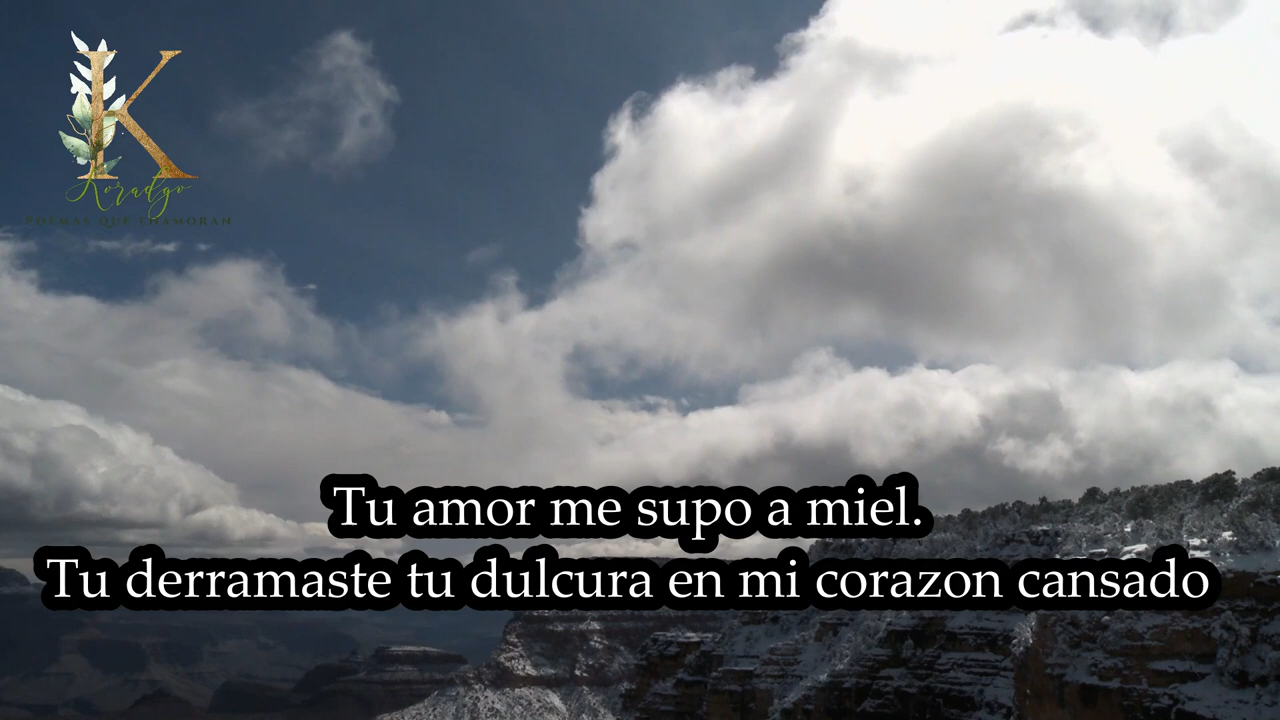 K
Koradgo
POEMAS QUE ENAMORAN
Tu amor me supo a miel.
Tu derramaste tu dulcura en mi corazon cansado